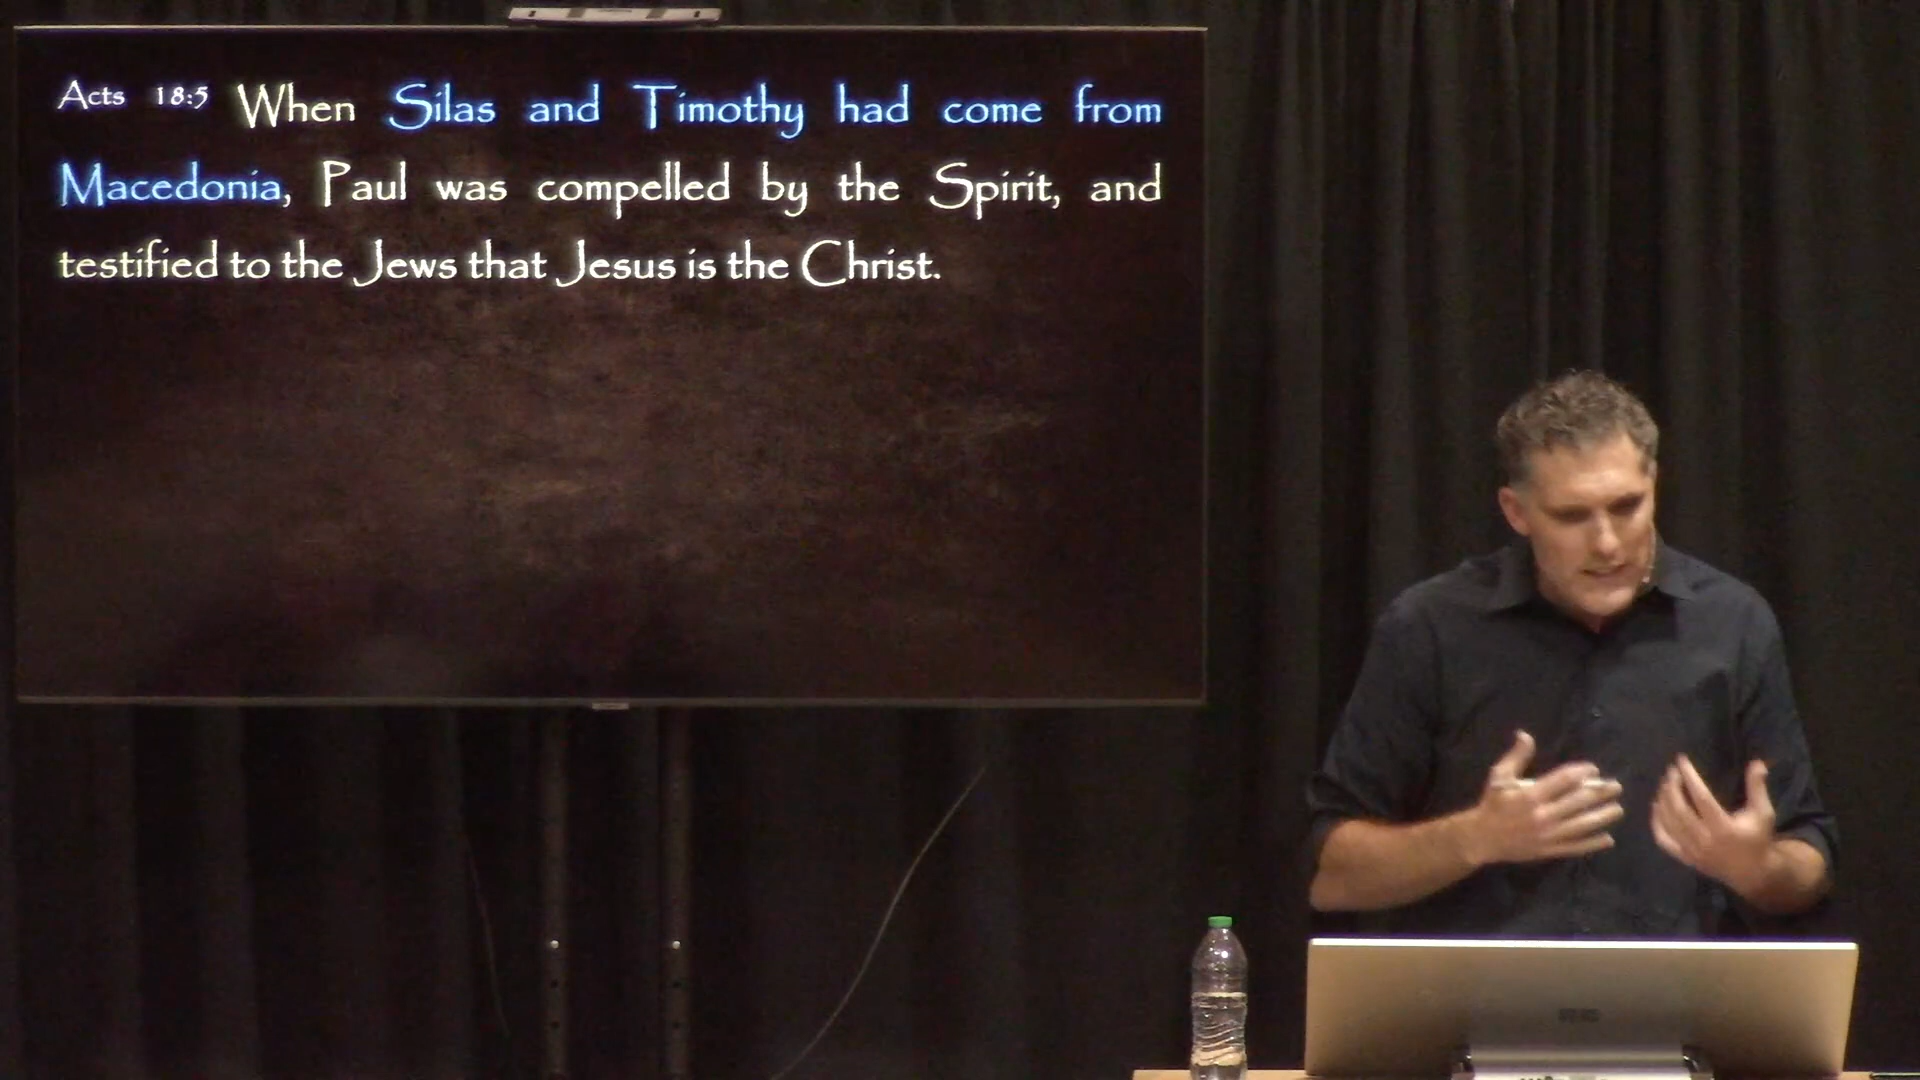 Acts 18:5 When Silas and Timothy had come from
Macedonia, Paul was compelled by the Spirit, and
testified to the Jews that Jesus is the Christ.